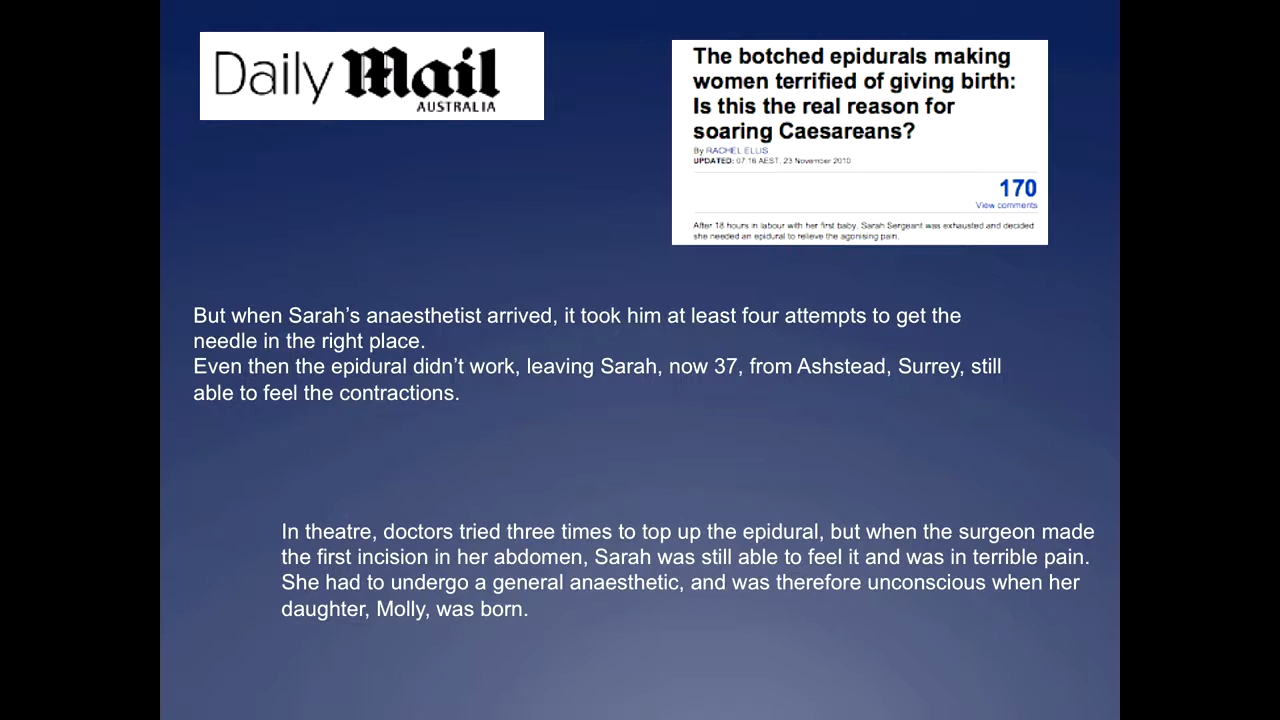 Daily Mail
AUSTRALIA
The botched epidurals making
women terrified of giving birth:
Is this the real reason for
soaring Caesareans?
By RACHEL ELLIS
UPDATED: 07:16 AEST, 23 November 2010
170
View comments
After 18 hours in labour with her first baby, Sarah Sergeant was exhausted and decided
she needed an epidural to relieve the agonising pain.
But when Sarah’s anaesthetist arrived, it took him at least four attempts to get the
needle in the right place.
Even then the epidural didn’t work, leaving Sarah, now 37, from Ashstead, Surrey, still
able to feel the contractions.
In theatre, doctors tried three times to top up the epidural, but when the surgeon made
the first incision in her abdomen, Sarah was still able to feel it and was in terrible pain.
She had to undergo a general anaesthetic, and was therefore unconscious when her
daughter, Molly, was born.